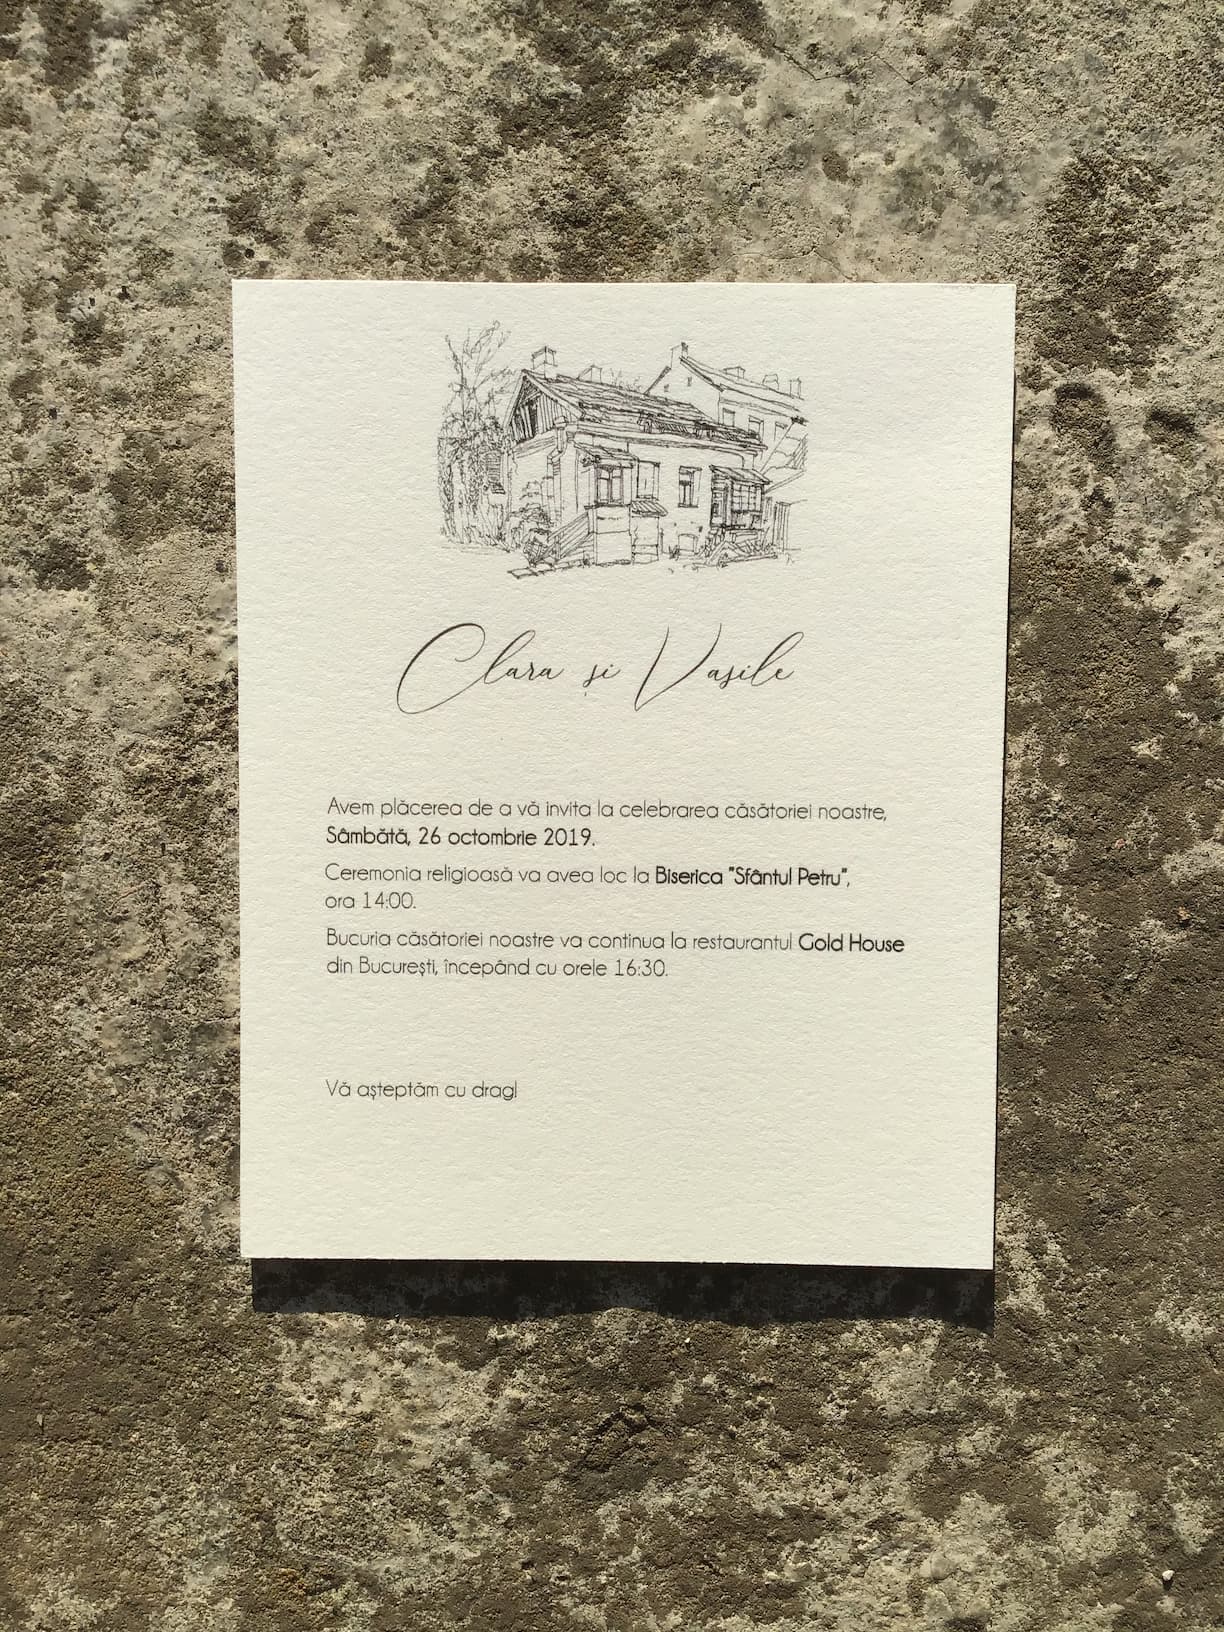 Clara și Vasile
Avem plăcerea de a vă invita la celebrarea căsătoriei noastre,
Sâmbătă, 26 octombrie 2019.
Ceremonia religioasă va avea loc la Biserica "Sfântul Petru",
ora 14:00.
Bucuria căsătoriei noastre va continua la restaurantul Gold House
din București, începând cu orele 16:30.
Vă așteptăm cu drag!